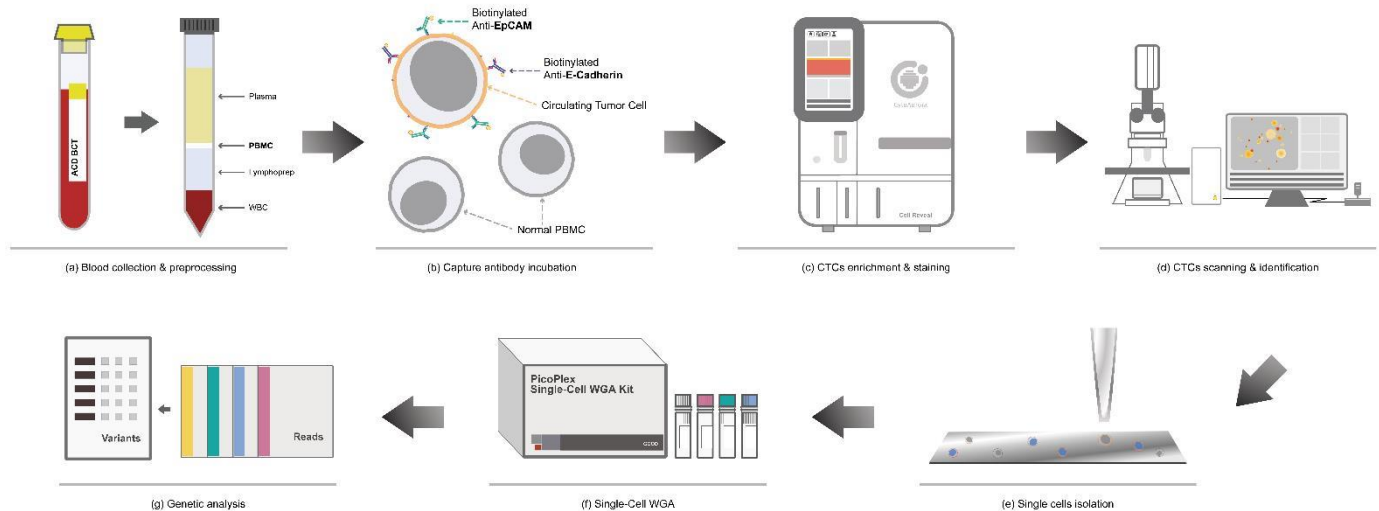 ACD BCT
Plasma
PBMC
Lymphoprep
WBC
(a) Blood collection & preprocessing
Biotinylated
Anti-EpCAM
Biotinylated
Anti-E-Cadherin
Circulating Tumor Cell
Normal PBMC
(b) Capture antibody incubation
Cell Reveal
(c) CTCs enrichment & staining
(d) CTCs scanning & identification
Variants
Reads
(g) Genetic analysis
PicoPlex
Single-Cell WGA Kit
(f) Single-Cell WGA
(e) Single cells isolation